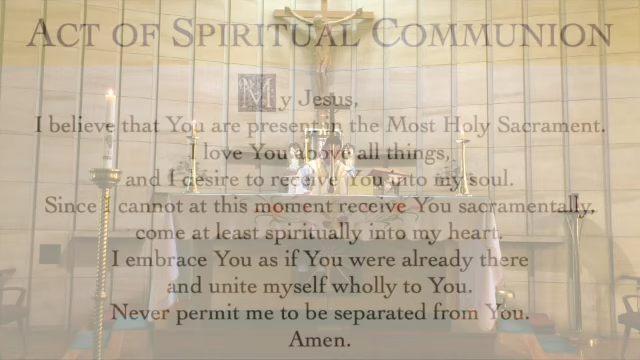 ACT OF SPIRITUAL COMMUNION
My Jesus,
I believe that You are present in the Most Holy Sacrament.
love You above all things,
and I desire to receive You into my soul.
Since I cannot at this moment receive You sacramentally,
come at least spiritually into my heart.
I embrace You as if You were already there
and unite myself wholly to You.
Never permit me to be separated from You.
Amen.